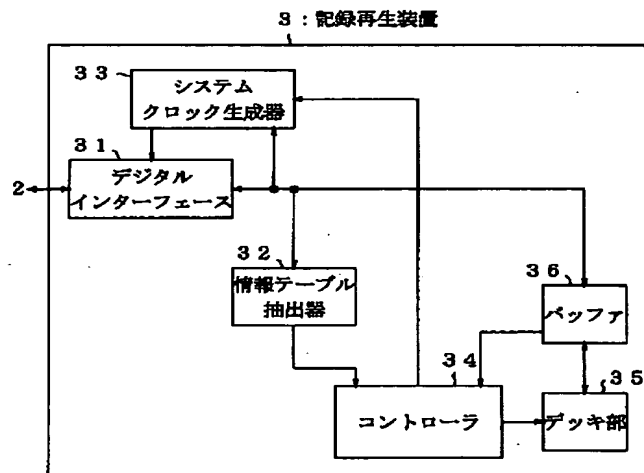 3：記録再生装置
33
システム
クロック生成器
31
デジタル
インターフェース
2
32
情報テーブル
抽出器
36
バッファ
34
コントローラ
35
デッキ部